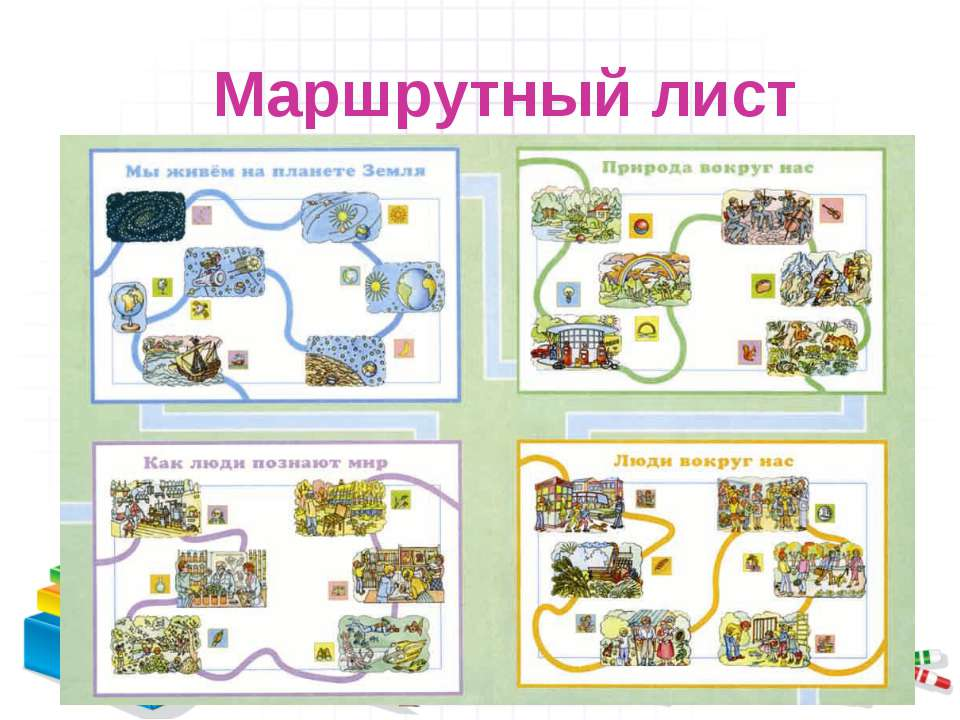 Маршрутный лист
Мы живём на планете Земля
Природа вокруг нас
Как люди познают мир
Люди вокруг нас